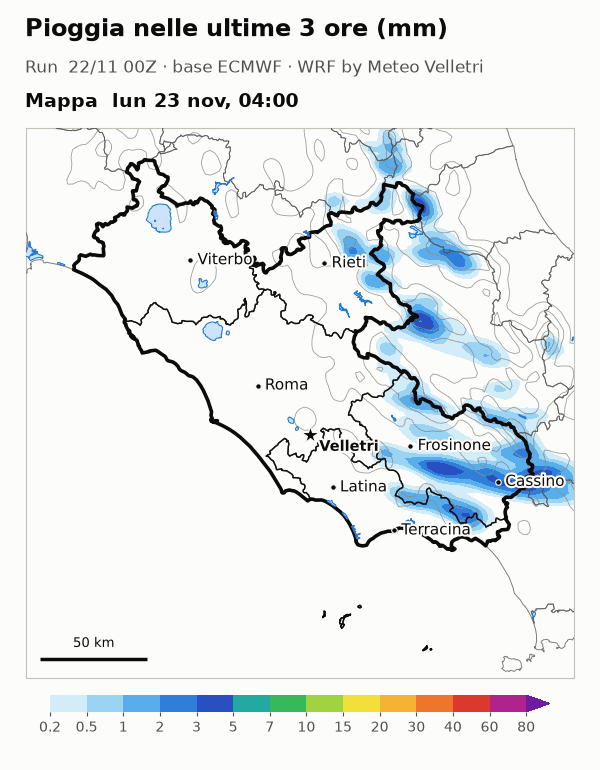 Pioggia nelle ultime 3 ore (mm)
Run 22/11 00Z · base ECMWF · WRF by Meteo Velletri
Mappa lun 23 nov, 04:00
Viterbo
Rieti
Roma
Velletri
Frosinone
Latina
Cassino
Terracina
50 km
0.2 0.5 1 2 3 5 7 10 15 20 30 40 60 80